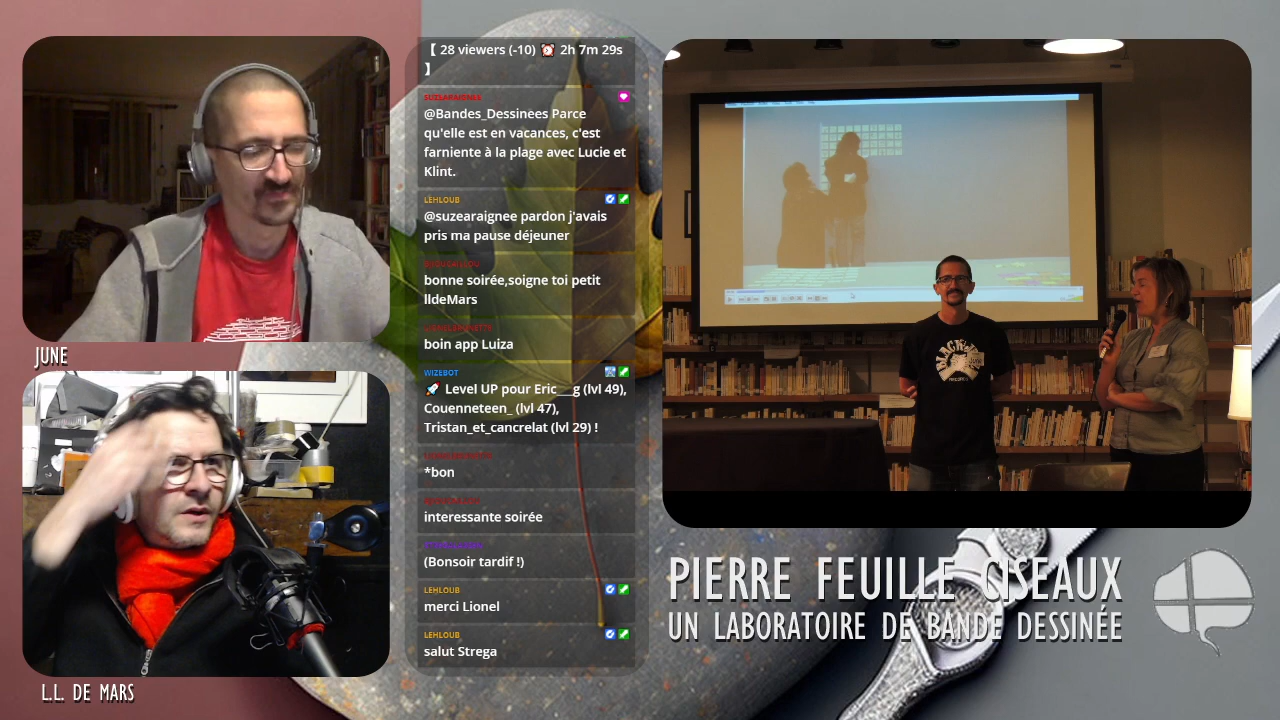 【 28 viewers (-10) ⏰ 2h 7m 29s
】
SUZEARAIGNEE
@Bandes_Dessinees Parce
qu'elle est en vacances, c'est
farniente à la plage avec Lucie et
Klint.
LEHLOUB
@suzearaignee pardon j'avais
pris ma pause déjeuner
bonne soirée,soigne toi petit
lldeMars
boin app Luiza
WIZEBOT
🚀 Level UP pour Eric__g (lvl 49),
Couenneteen_ (lvl 47),
Tristan_et_cancrelat (lvl 29) !
*bon
interessante soirée
(Bonsoir tardif !)
LEHLOUB
merci Lionel
LEHLOUB
salut Strega
JUNE
L.L. DE MARS
BLACK
June
PIERRE FEUILLE CISEAUX
UN LABORATOIRE DE BANDE DESSINÉE